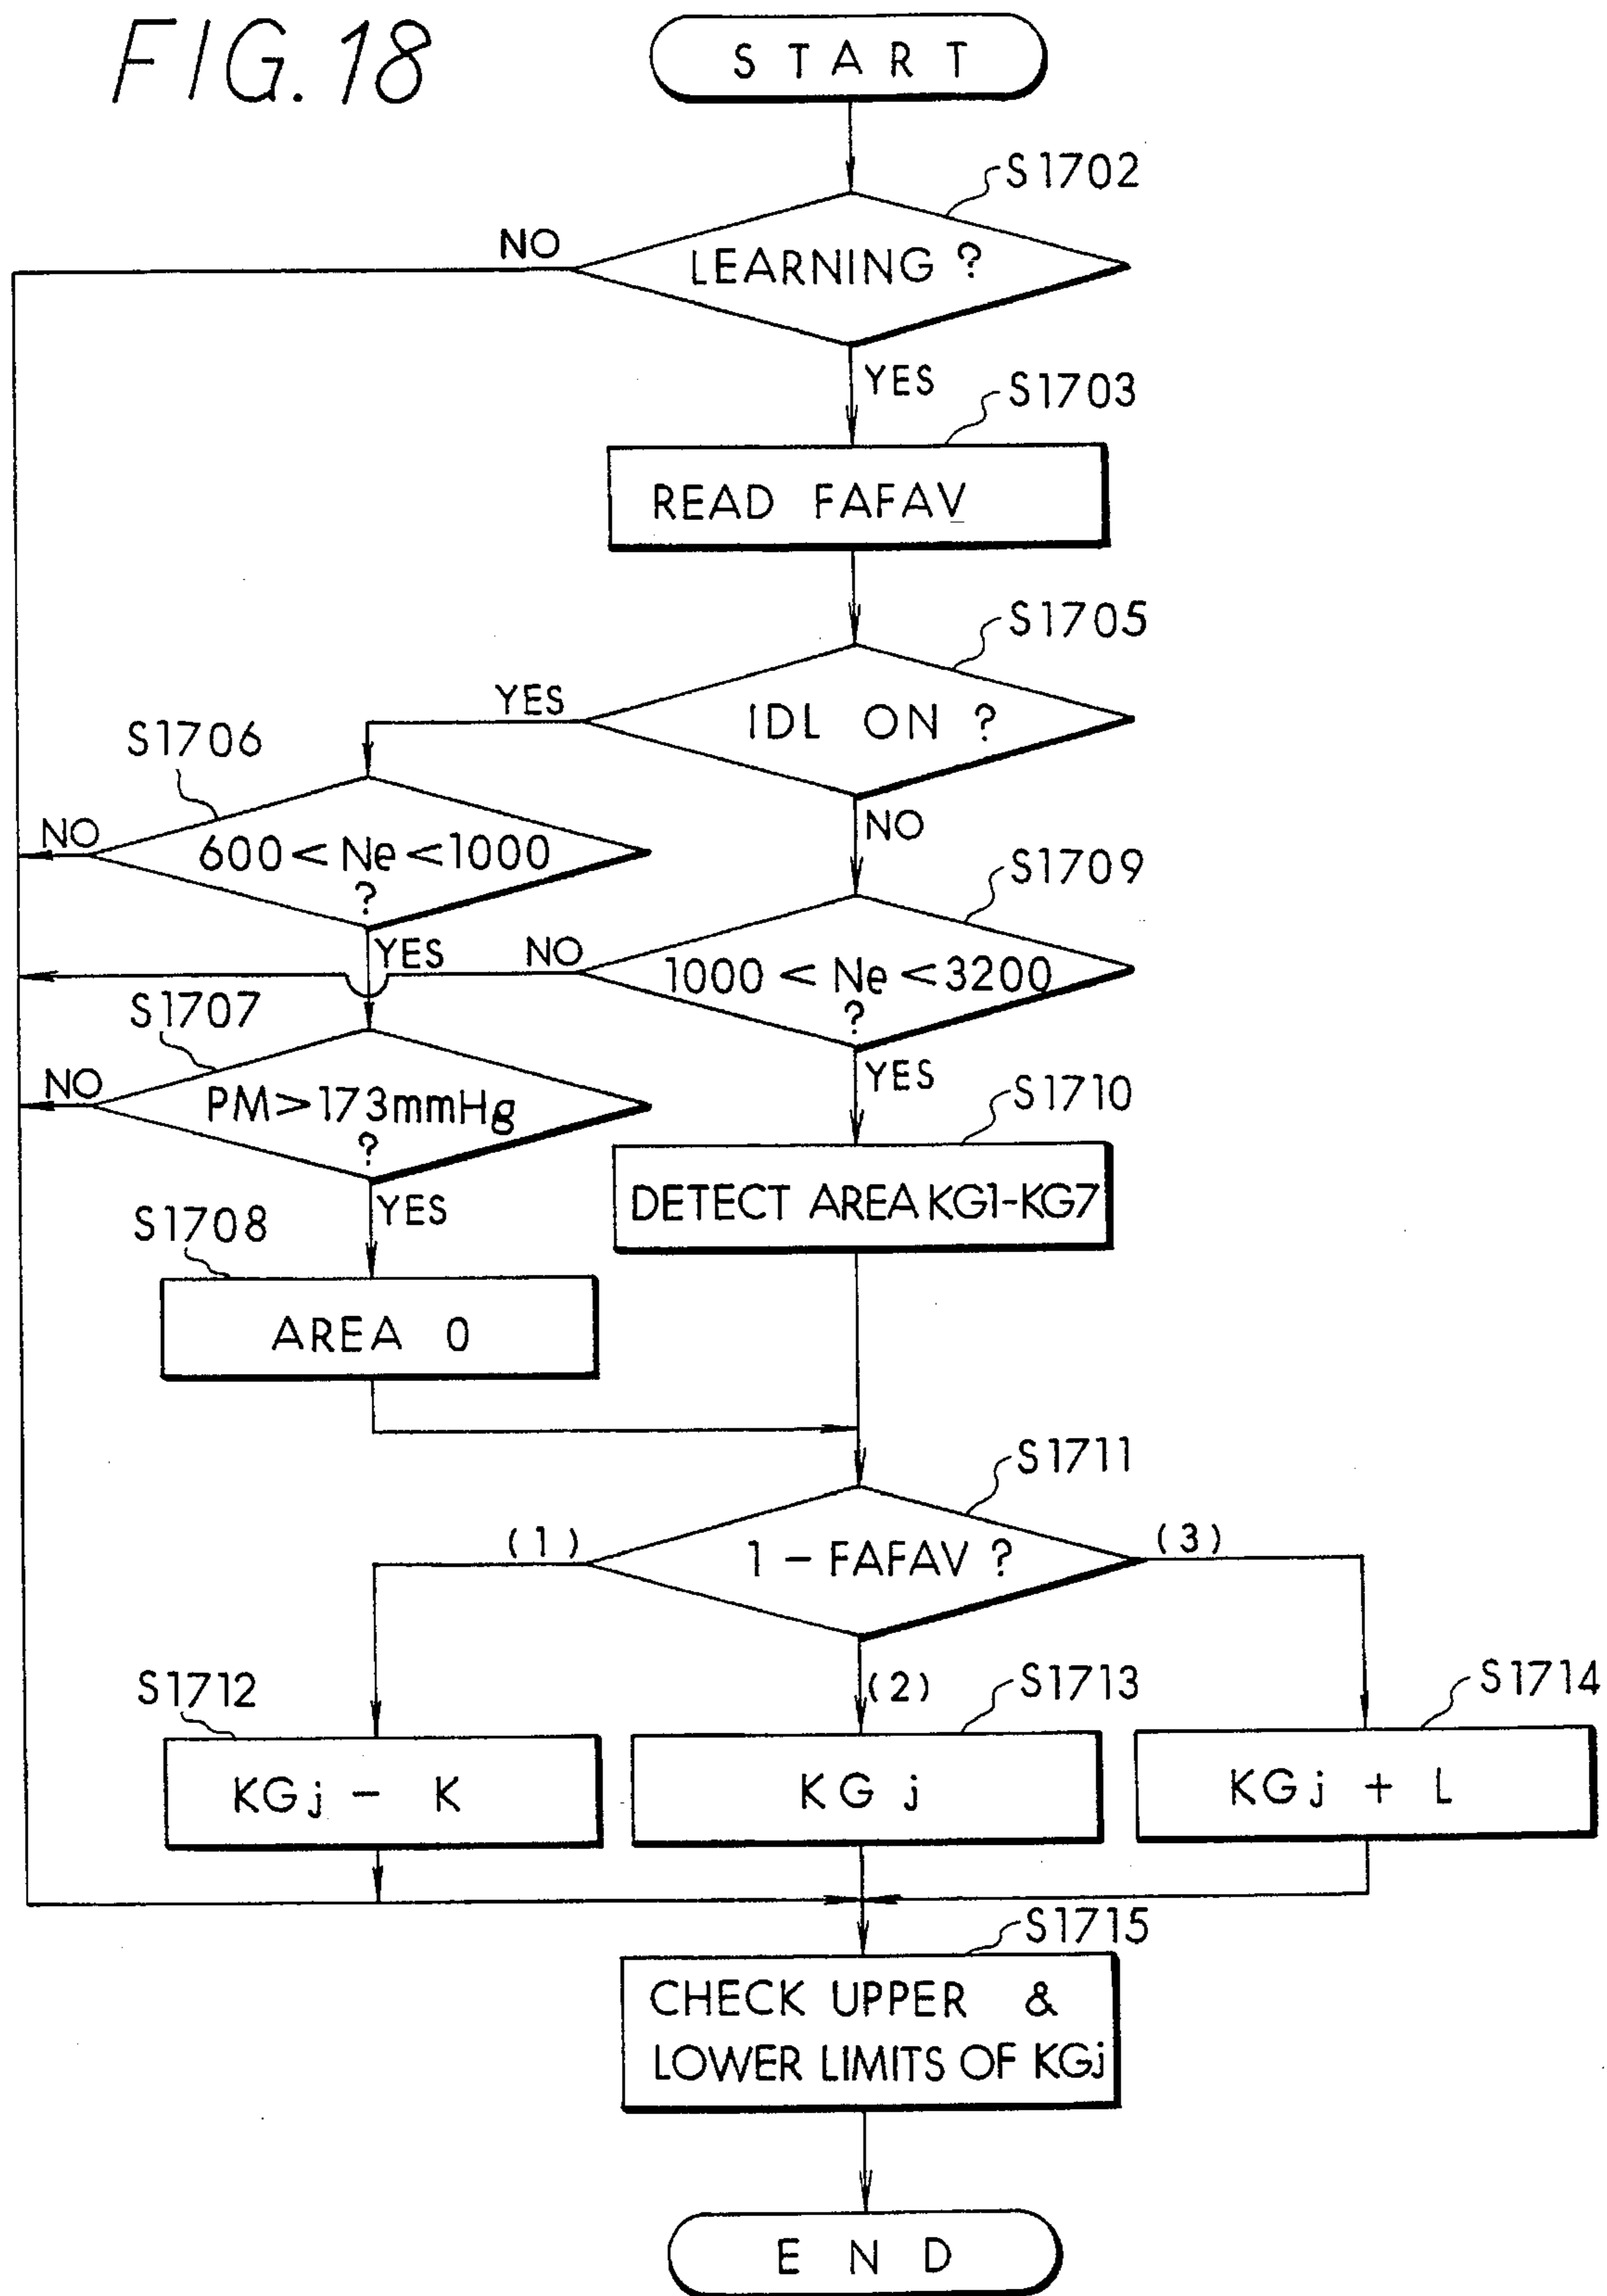 FIG. 18
START
S1702
NO
LEARNING ?
YES
S1703
READ FAFAV
S1705
YES
IDL ON ?
S1706
NO
NO
600 < Ne < 1000
?
S1709
YES
NO
1000 < Ne < 3200
?
S1707
NO
YES
PM > 173mmHg
?
S1710
YES
DETECT AREA KG1-KG7
S1708
AREA 0
S1711
(1)
1 - FAFAV ?
(3)
S1712
(2)
S1713
S1714
KGj - K
KG j
KGj + L
S1715
CHECK UPPER &
LOWER LIMITS OF KGj
END